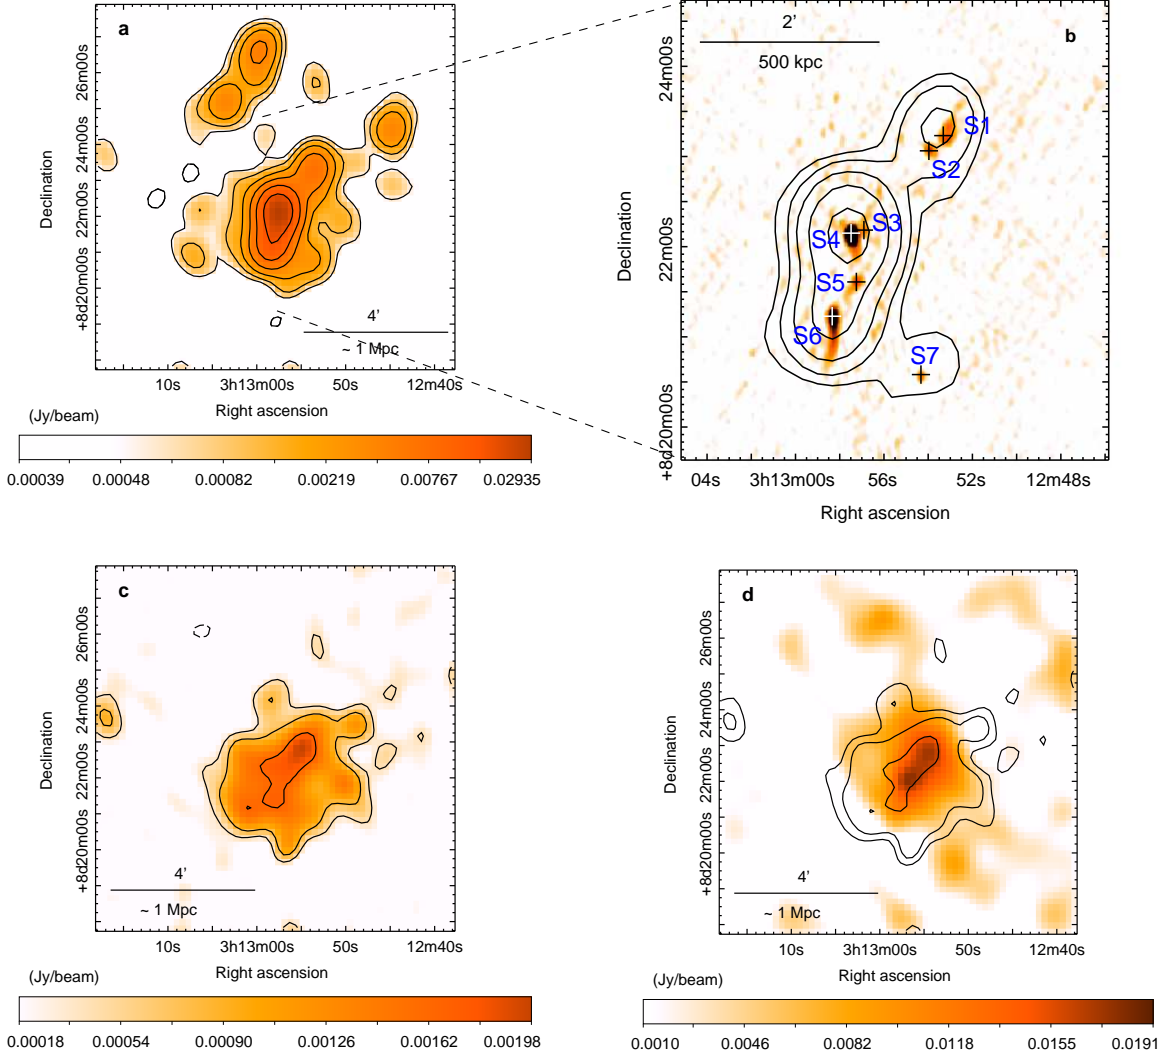 a
26m00s
24m00s
22m00s
+8d20m00s
Declination
4’
~ 1 Mpc
10s 3h13m00s 50s 12m40s
Right ascension
(Jy/beam)
0.00039 0.00048 0.00082 0.00219 0.00767 0.02935
b
2’
500 kpc
24m00s
22m00s
+8d20m00s
Declination
S1
S2
S3
S4
S5
S6
S7
04s 3h13m00s 56s 52s 12m48s
Right ascension
c
26m00s
24m00s
22m00s
+8d20m00s
Declination
4’
~ 1 Mpc
10s 3h13m00s 50s 12m40s
Right ascension
(Jy/beam)
0.00018 0.00054 0.00090 0.00126 0.00162 0.00198
d
26m00s
24m00s
22m00s
+8d20m00s
Declination
4’
~ 1 Mpc
10s 3h13m00s 50s 12m40s
Right ascension
(Jy/beam)
0.0010 0.0046 0.0082 0.0118 0.0155 0.0191